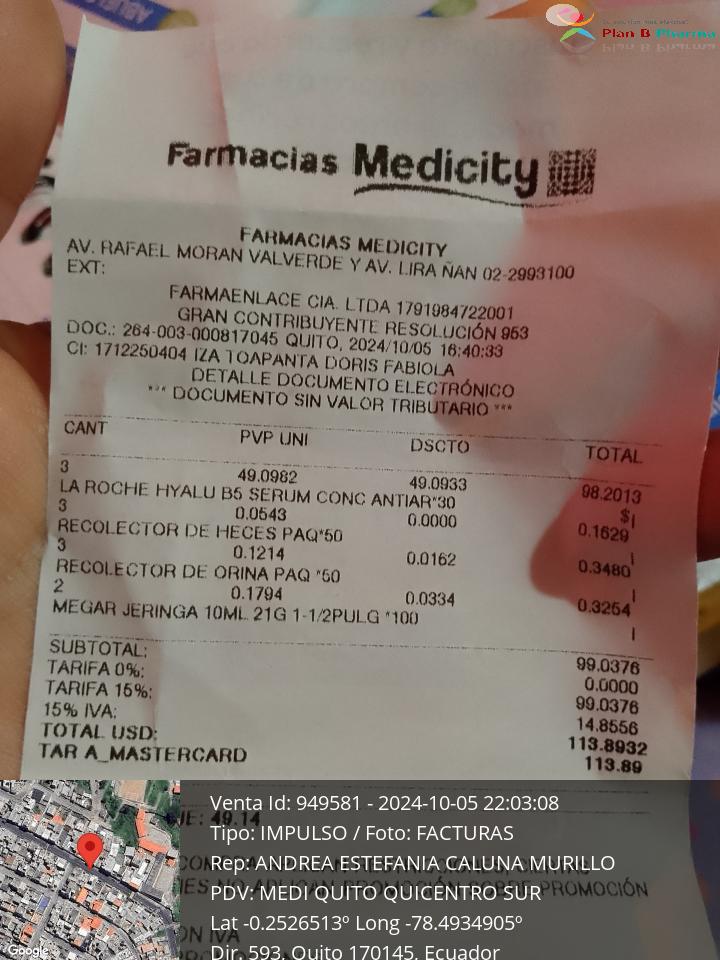 Plan B Pharma
Farmacias Medicity
FARMACIAS MEDICITY
AV. RAFAEL MORAN VALVERDE Y AV. LIRA ÑAN 02-2993100
EXT:
FARMAENLACE CIA. LTDA 1791984722001
GRAN CONTRIBUYENTE RESOLUCIÓN 953
DOC.: 264-003-000817045 QUITO, 2024/10/05 16:40:33
CI: 1712250404 IZA TOAPANTA DORIS FABIOLA
DETALLE DOCUMENTO ELECTRÓNICO
*** DOCUMENTO SIN VALOR TRIBUTARIO ***
CANT PVP UNI DSCTO TOTAL
3 49.0982 49.0933 98.2013
LA ROCHE HYALU B5 SERUM CONC ANTIAR*30 $|
3 0.0543 0.0000 0.1629
RECOLECTOR DE HECES PAQ*50 |
3 0.1214 0.0162 0.3480
RECOLECTOR DE ORINA PAQ *50 |
2 0.1794 0.0334 0.3254
MEGAR JERINGA 10ML 21G 1-1/2PULG *100 |
SUBTOTAL: 99.0376
TARIFA 0%: 0.0000
TARIFA 15%: 99.0376
15% IVA: 14.8556
TOTAL USD: 113.8932
TAR A_MASTERCARD 113.89
JE: 49.14
Venta Id: 949581 - 2024-10-05 22:03:08
Tipo: IMPULSO / Foto: FACTURAS
Rep: ANDREA ESTEFANIA CALUNA MURILLO
PDV: MEDI QUITO QUICENTRO SUR
PROMOCIÓN
Lat -0.2526513º Long -78.4934905º
ON IVA
Dir. 593, Quito 170145, Ecuador
Google